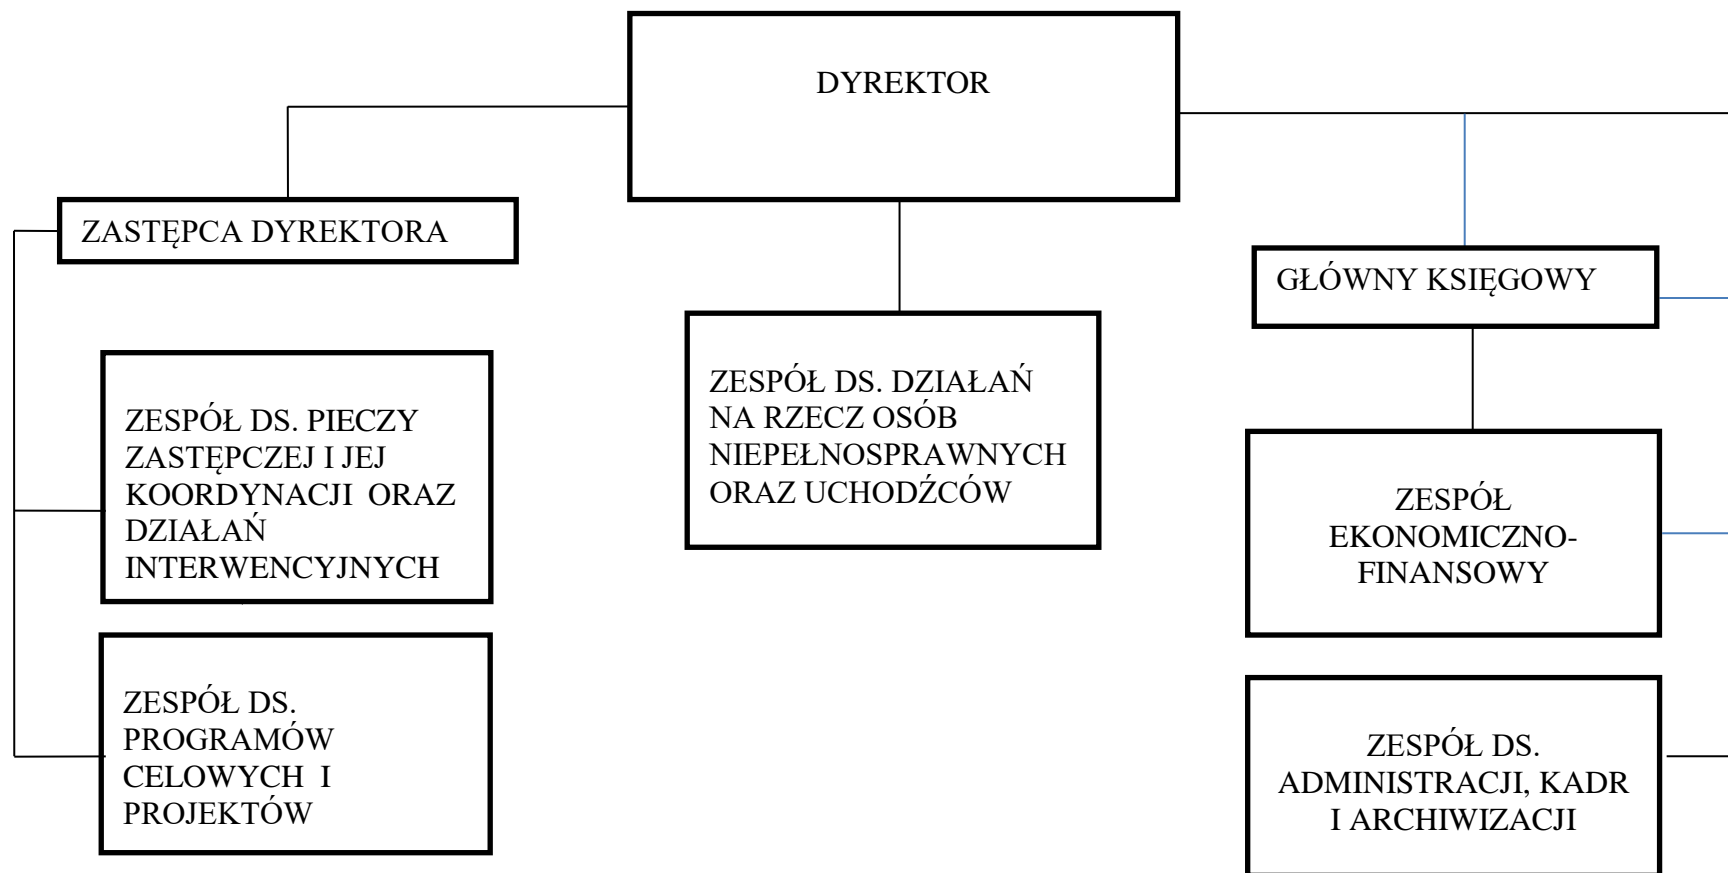 DYREKTOR
ZASTĘPCA DYREKTORA
GŁÓWNY KSIĘGOWY
ZESPÓŁ DS. PIECZY
ZASTĘPCZEJ I JEJ
KOORDYNACJI ORAZ
DZIAŁAŃ
INTERWENCYJNYCH
ZESPÓŁ DS. DZIAŁAŃ
NA RZECZ OSÓB
NIEPEŁNOSPRAWNYCH
ORAZ UCHODŹCÓW
ZESPÓŁ
EKONOMICZNO-
FINANSOWY
ZESPÓŁ DS.
PROGRAMÓW
CELOWYCH I
PROJEKTÓW
ZESPÓŁ DS.
ADMINISTRACJI, KADR
I ARCHIWIZACJI